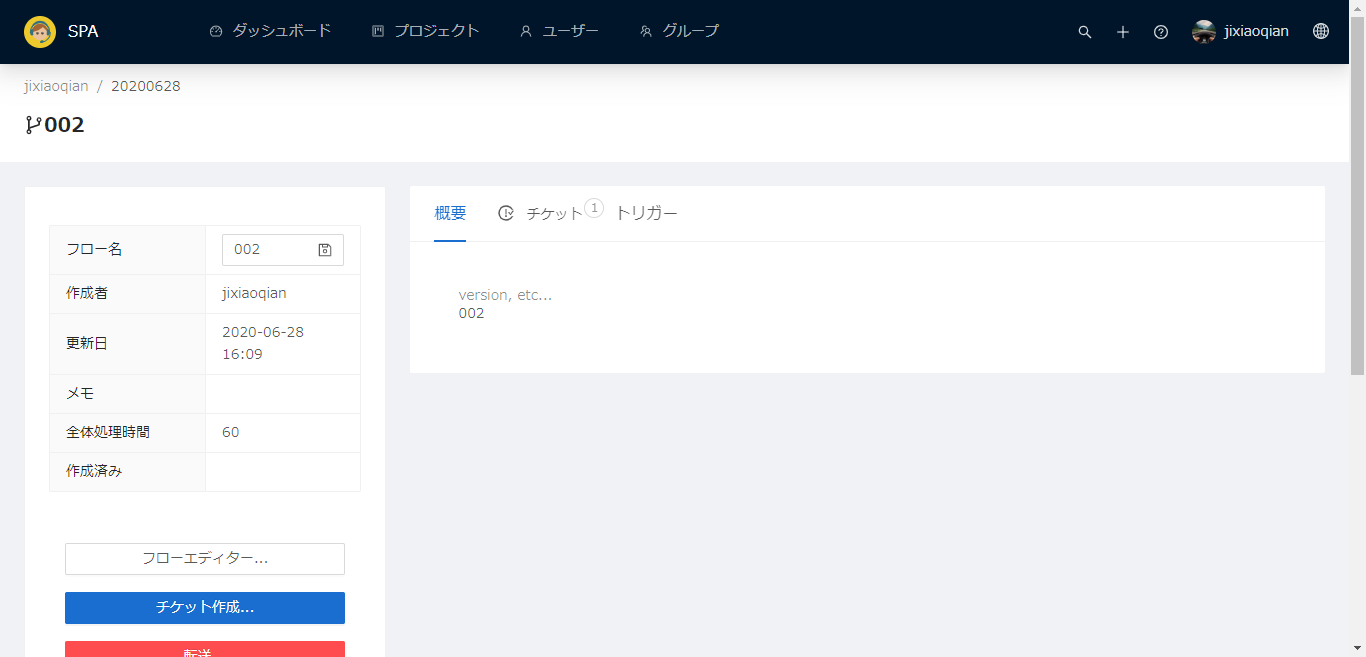 SPA ダッシュボード プロジェクト ユーザー グループ jixiaoqian
jixiaoqian / 20200628
002
フロー名 002
作成者 jixiaoqian
更新日 2020-06-28
16:09
メモ
全体処理時間 60
作成済み
フローエディター...
チケット作成...
転送
概要 チケット 1 トリガー
version, etc...
002